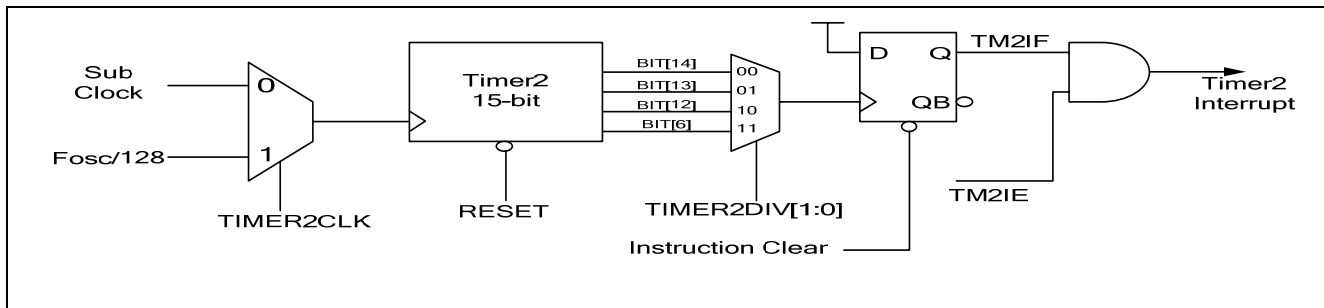 Sub
Clock
0
Fosc/128
1
TIMER2CLK
Timer2
15-bit
RESET
BIT[14]
BIT[13]
BIT[12]
BIT[6]
00
01
10
11
TIMER2DIV[1:0]
Instruction Clear
D
Q
QB
TM2IF
TM2IE
Timer2
Interrupt